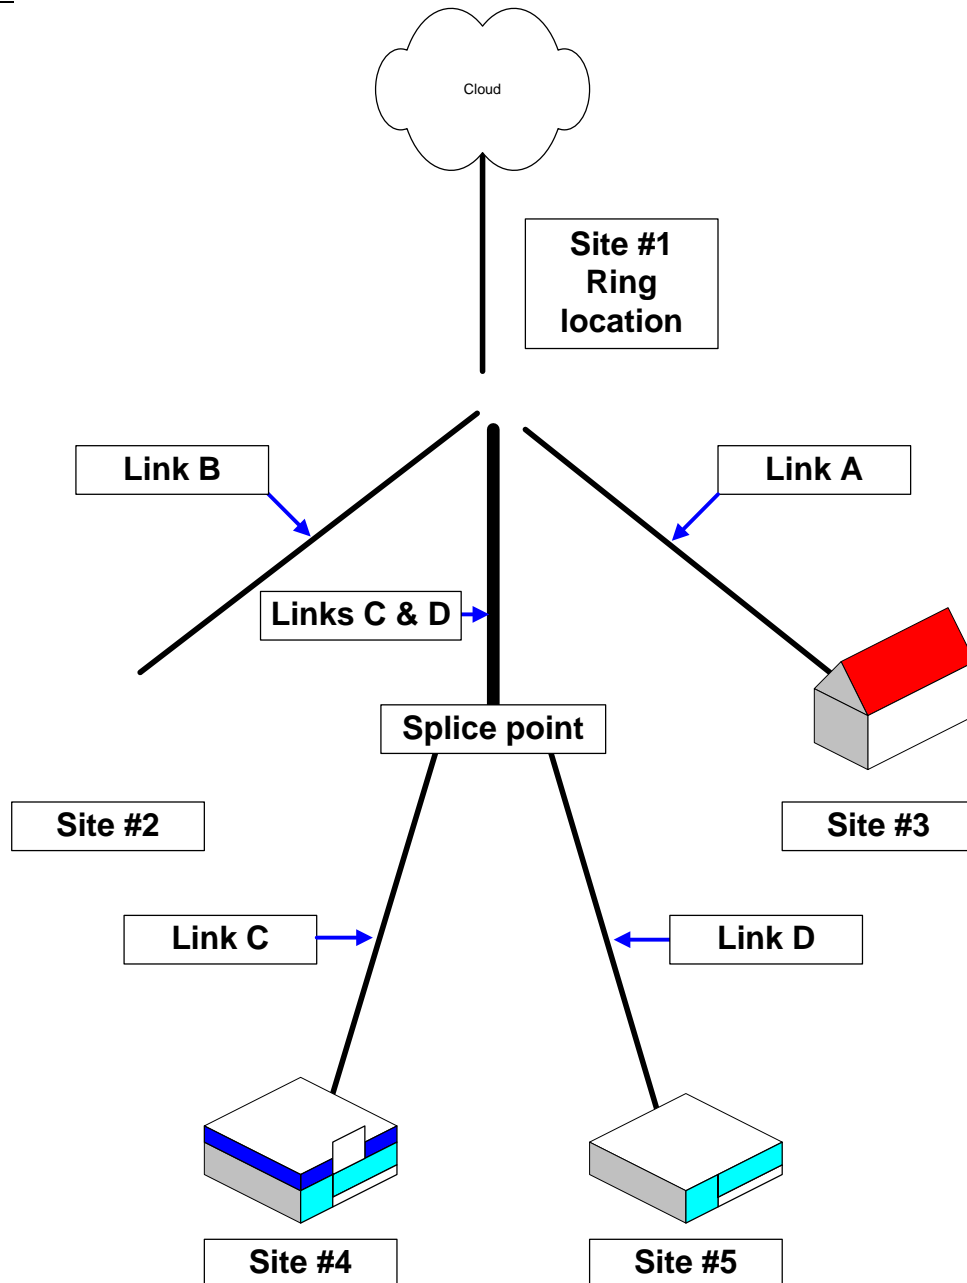 Cloud
Site #1
Ring
location
Link B
Link A
Links C & D
Splice point
Site #2
Site #3
Link C
Link D
Site #4
Site #5